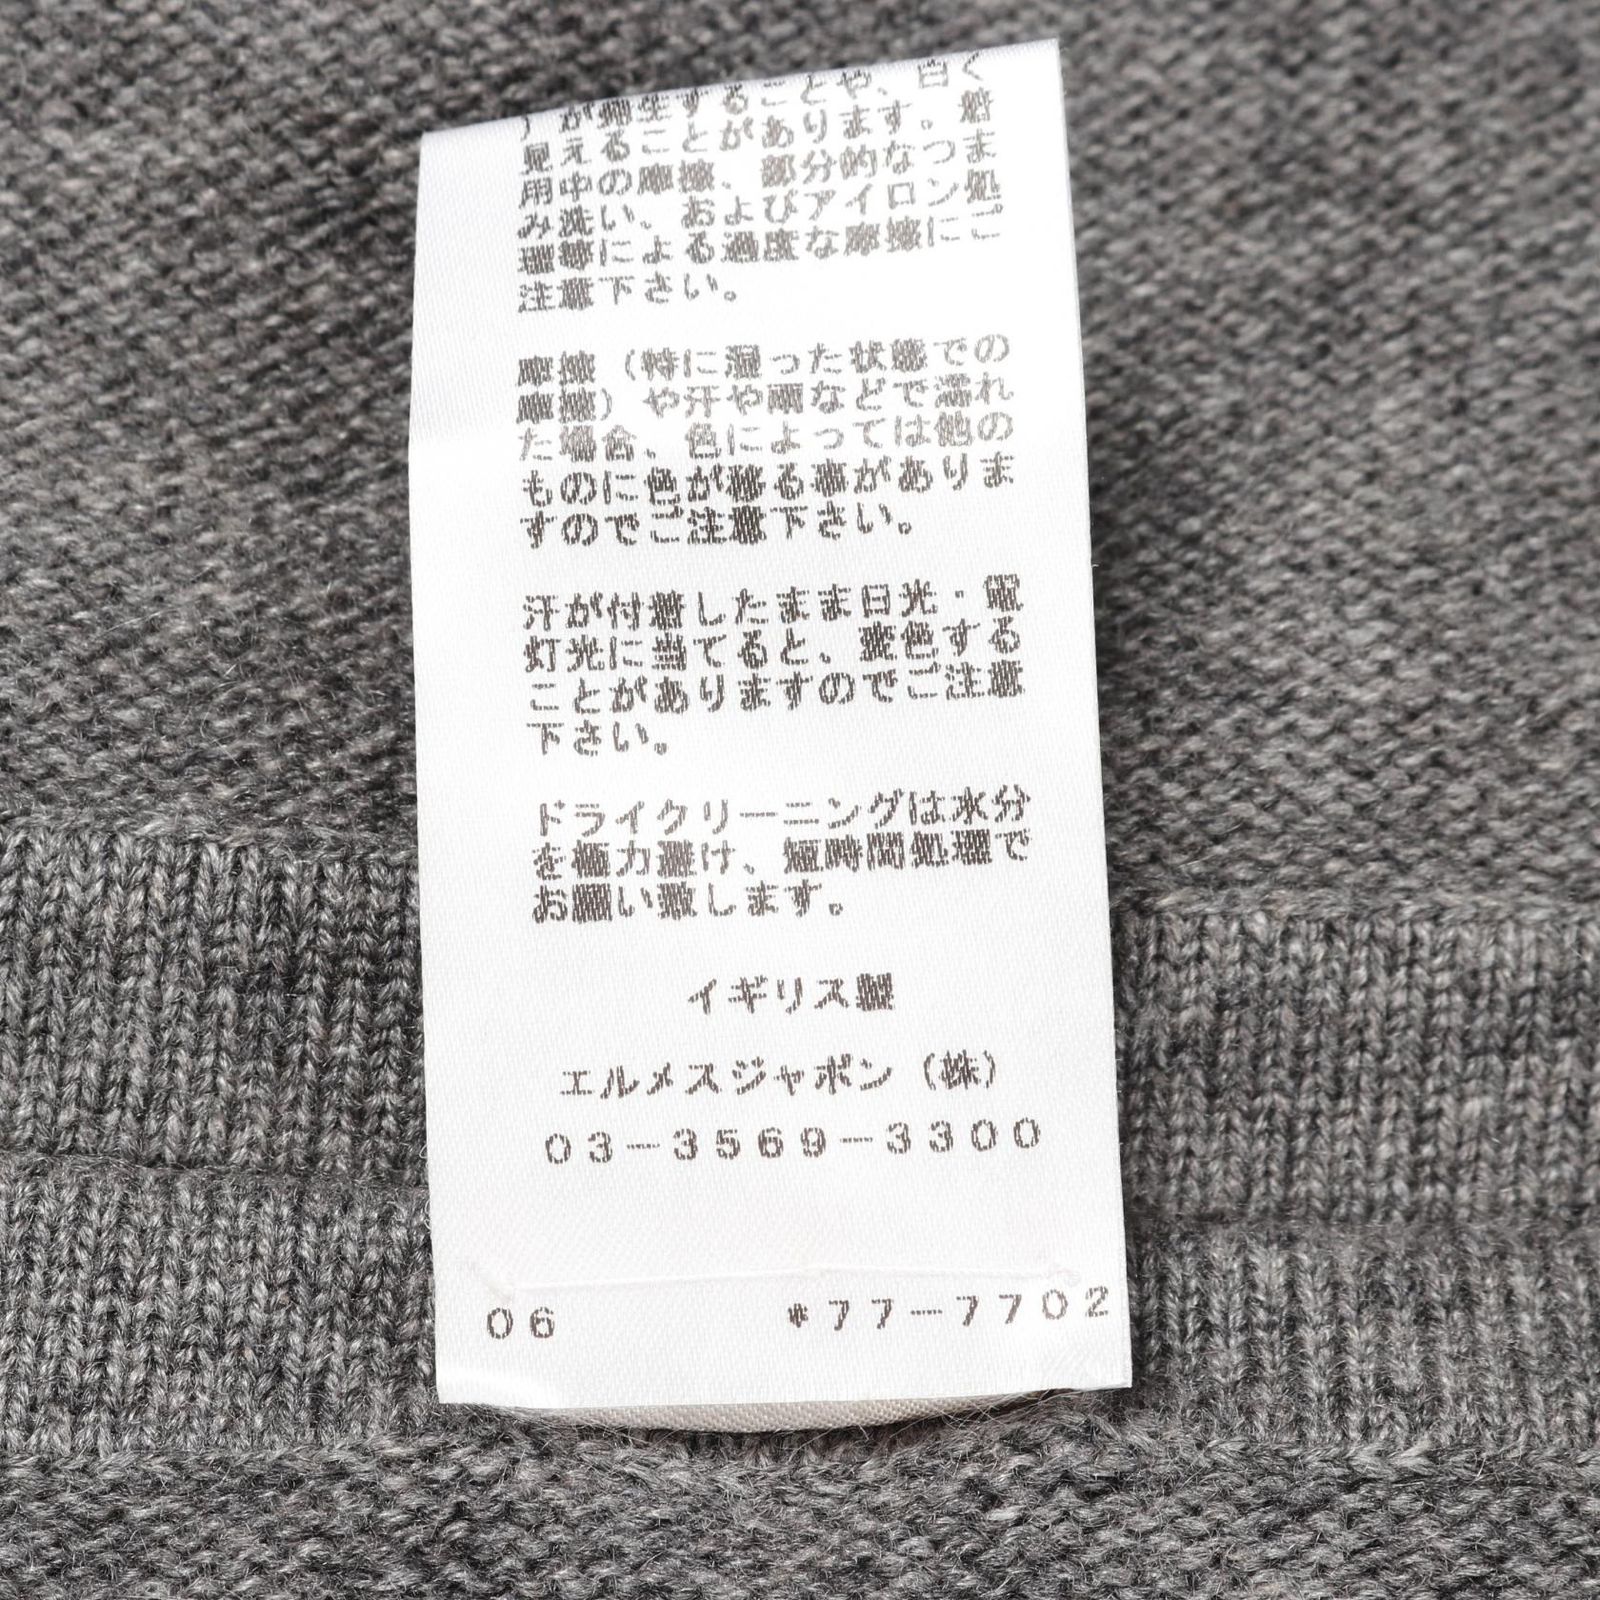 ）が発生することや、白く
見えることがあります。着
用中の摩擦、部分的なつま
み洗い、およびアイロン処
理等による過度な摩擦にご
注意下さい。
摩擦（特に湿った状態での
摩擦）や汗や雨などで濡れ
た場合、色によっては他の
ものに色が移る事がありま
すのでご注意下さい。
汗が付着したまま日光・電
灯光に当てると、変色する
ことがありますのでご注意
下さい。
ドライクリーニングは水分
を極力避け、短時間処理で
お願い致します。
イギリス製
エルメスジャポン（株）
03-3569-3300
06 *77-7702